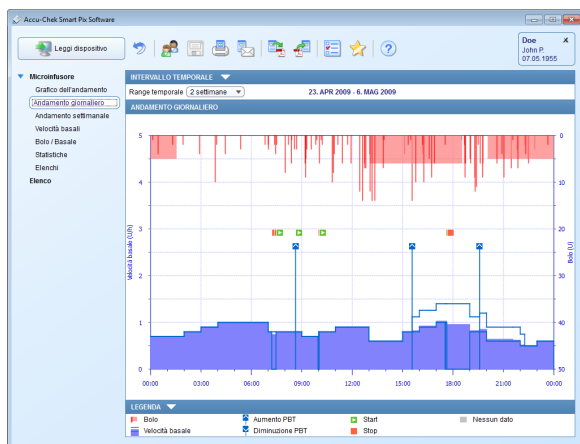 Accu-Chek Smart Pix Software
Leggi dispositivo
Doe
John P.
07.05.1955
Microinfusore
Grafico dell'andamento
Andamento giornaliero
Andamento settimanale
Velocità basali
Bolo / Basale
Statistiche
Elenchi
Elenco
INTERVALLO TEMPORALE
Range temporale 2 settimane 23. APR 2009 - 6. MAG 2009
ANDAMENTO GIORNALIERO
5 0
4 10
3 20
2 30
1 40
0 50
Velocità basale (U/h)
Bolo (U)
00:00 03:00 06:00 09:00 12:00 15:00 18:00 21:00 00:00
LEGENDA
Bolo Aumento PBT Start Nessun dato
Velocità basale Diminuzione PBT Stop